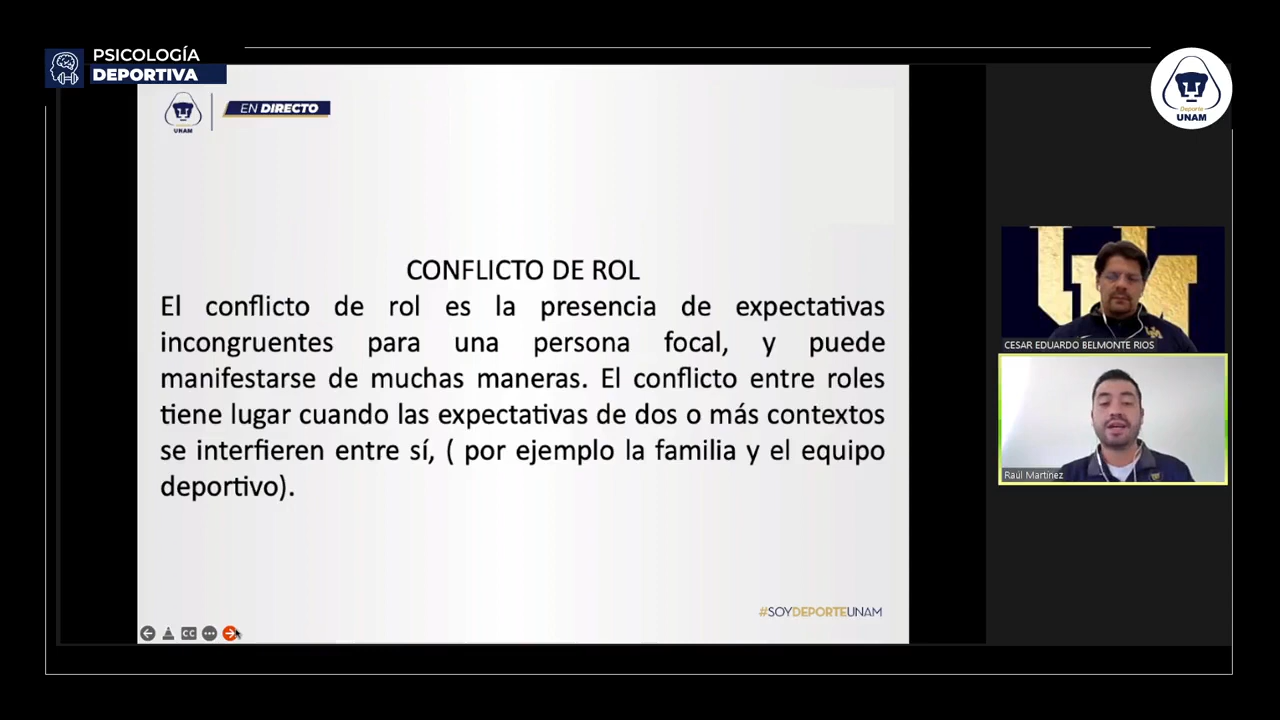 PSICOLOGÍA
DEPORTIVA
UNAM
EN DIRECTO
Deporte
UNAM
CONFLICTO DE ROL
El conflicto de rol es la presencia de expectativas
incongruentes para una persona focal, y puede
manifestarse de muchas maneras. El conflicto entre roles
tiene lugar cuando las expectativas de dos o más contextos
se interfieren entre sí, ( por ejemplo la familia y el equipo
deportivo).
#SOYDEPORTEUNAM
CC
CESAR EDUARDO BELMONTE RIOS
Raúl Martínez